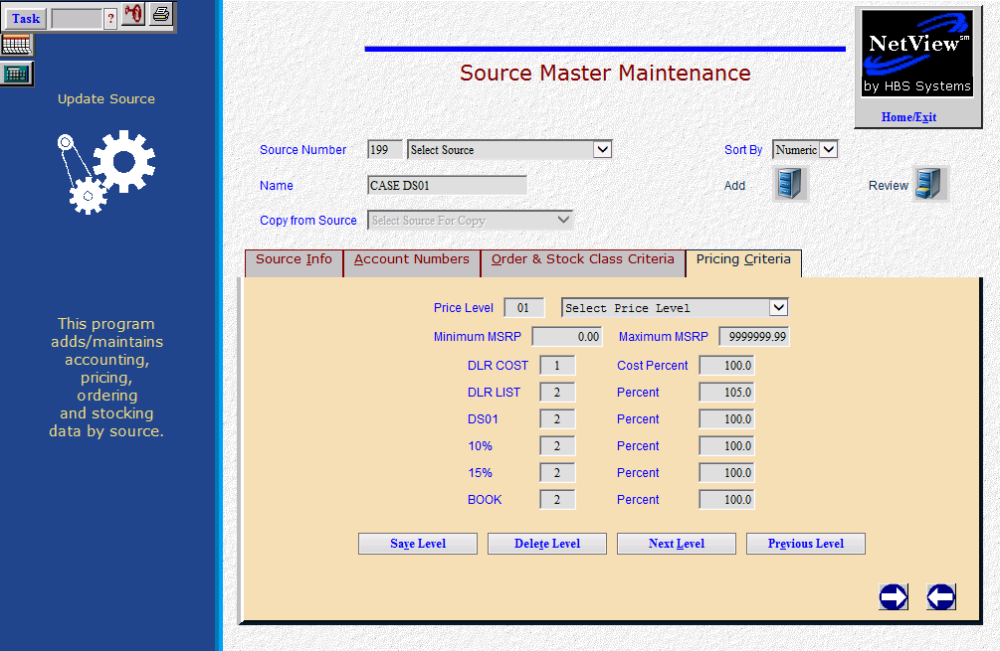 Task ?
NetView℠
by HBS Systems
Home/Exit
Update Source
This program
adds/maintains
accounting,
pricing,
ordering
and stocking
data by source.
Source Master Maintenance
Source Number 199 Select Source Sort By Numeric
Name CASE DS01 Add Review
Copy from Source Select Source For Copy
Source Info Account Numbers Order & Stock Class Criteria Pricing Criteria
Price Level 01 Select Price Level
Minimum MSRP 0.00 Maximum MSRP 9999999.99
DLR COST 1 Cost Percent 100.0
DLR LIST 2 Percent 105.0
DS01 2 Percent 100.0
10% 2 Percent 100.0
15% 2 Percent 100.0
BOOK 2 Percent 100.0
Save Level Delete Level Next Level Previous Level